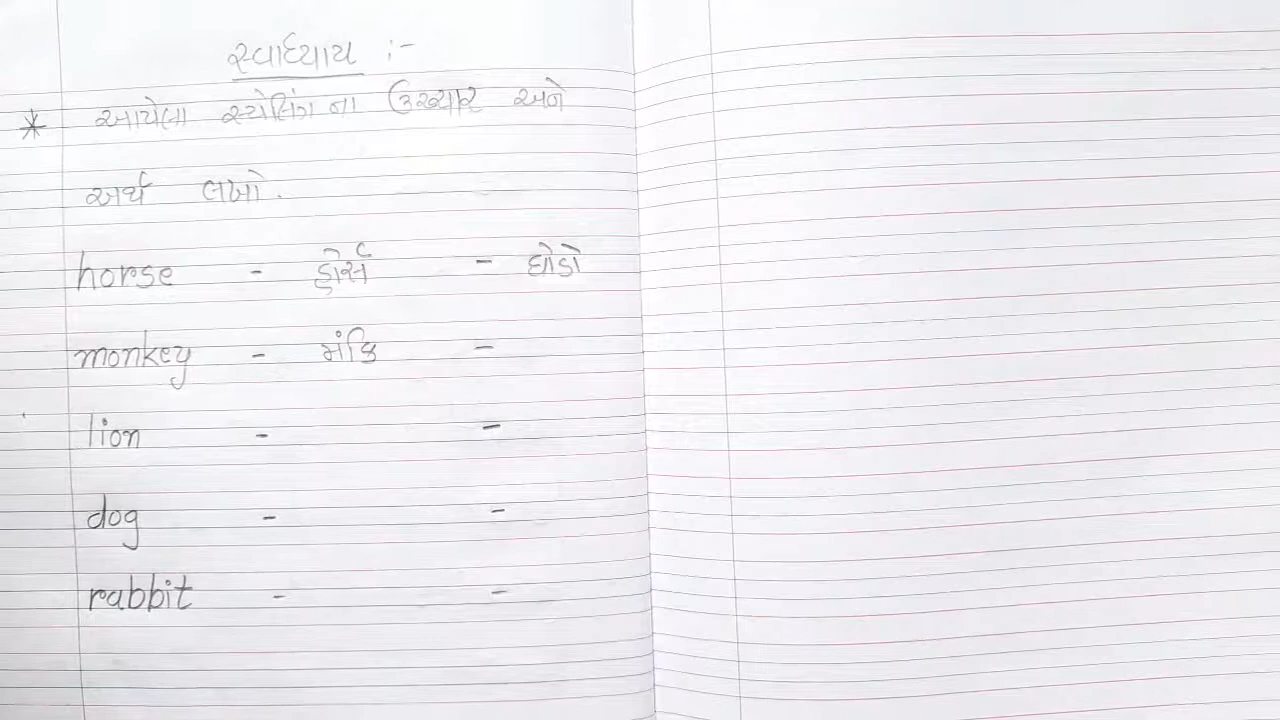 સ્વાધ્યાય :-
* આપેલા સ્પેલિંગ ના ઉચ્ચાર અને
અર્થ લખો.
horse - હોર્સ - ઘોડો
monkey - મંકિ -
lion - -
dog - -
rabbit - -